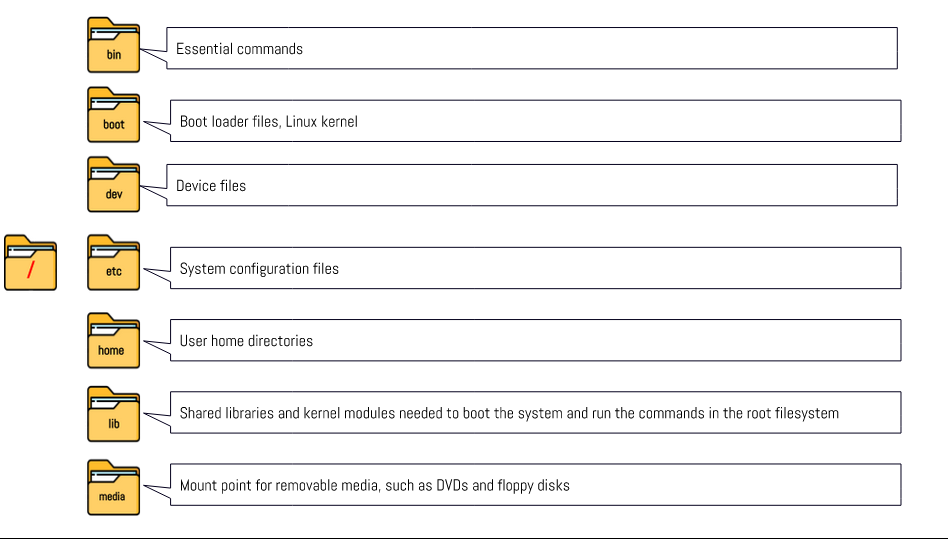 bin
Essential commands
boot
Boot loader files, Linux kernel
dev
Device files
/
etc
System configuration files
home
User home directories
lib
Shared libraries and kernel modules needed to boot the system and run the commands in the root filesystem
media
Mount point for removable media, such as DVDs and floppy disks